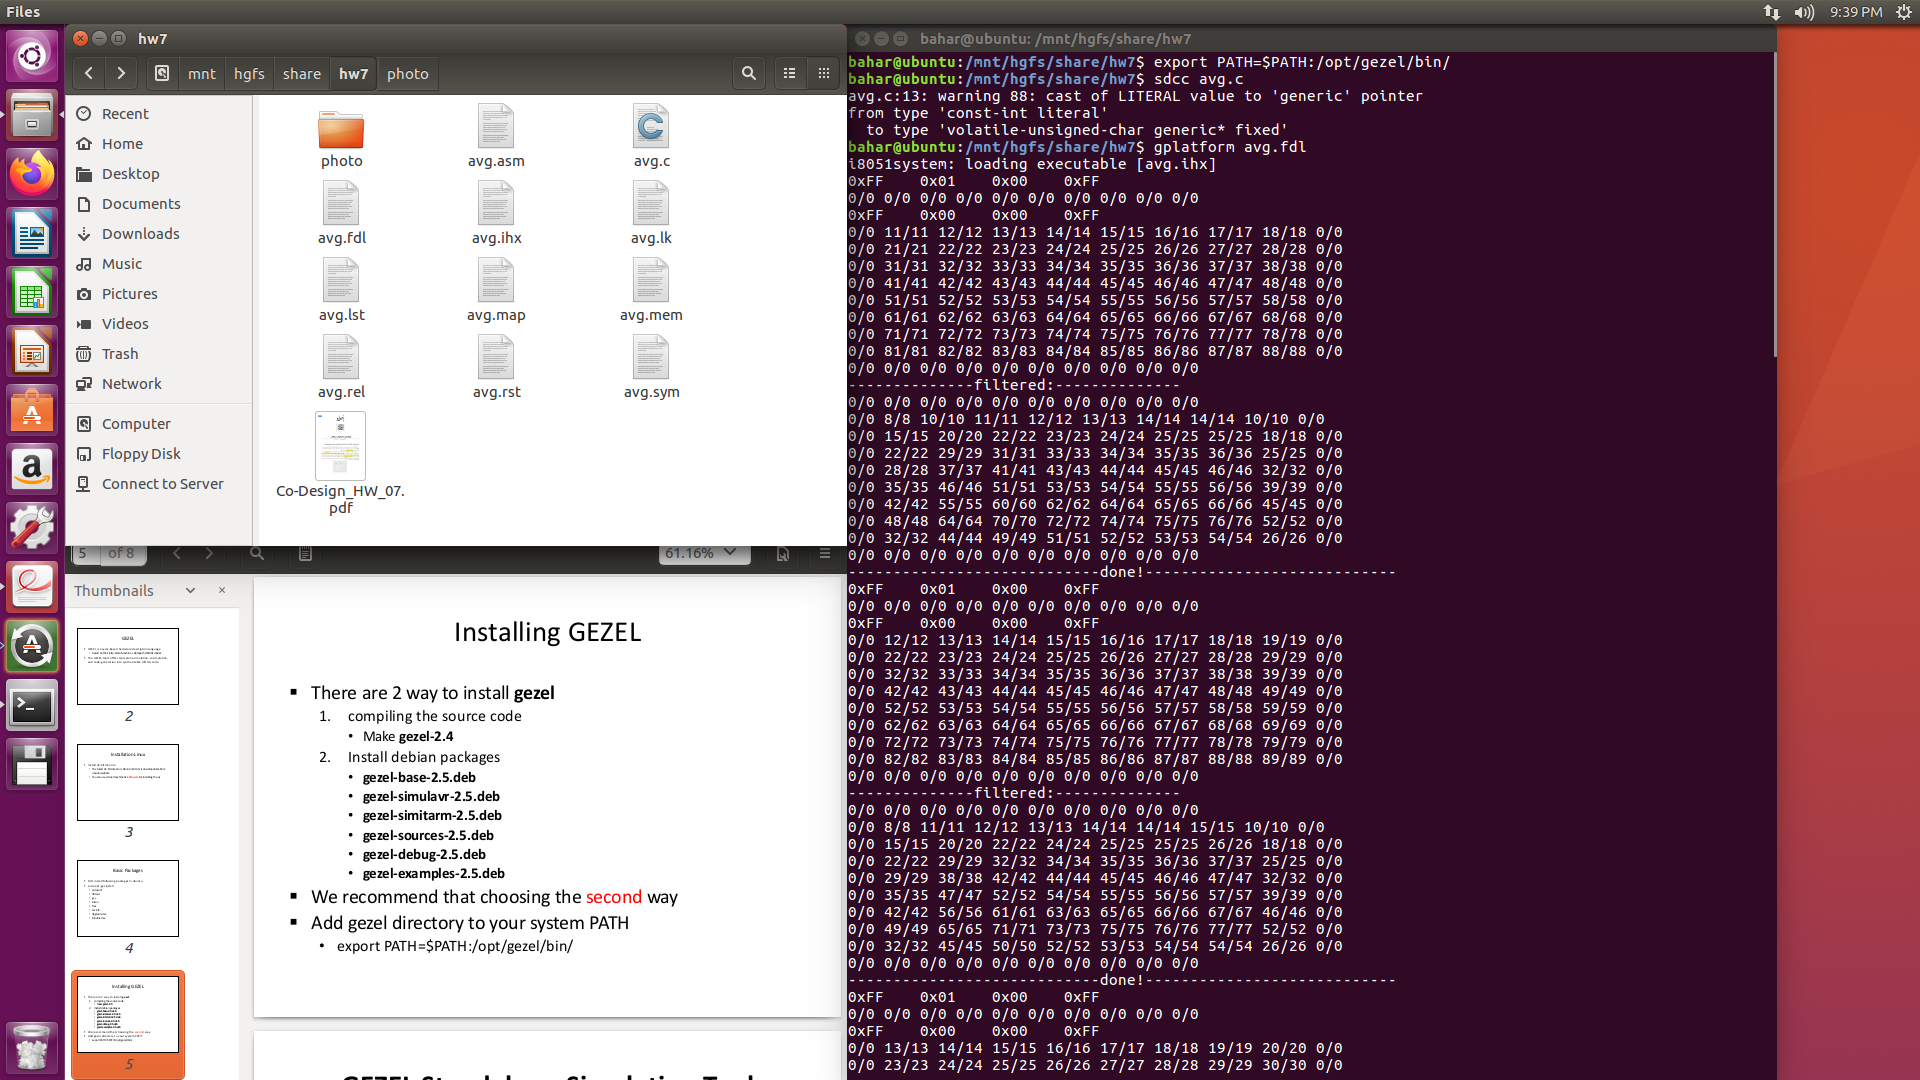 Files
9:39 PM
hw7
mnt
hgfs
share
hw7
photo
Recent
Home
Desktop
Documents
Downloads
Music
Pictures
Videos
Trash
Network
Computer
Floppy Disk
Connect to Server
photo
avg.asm
avg.c
avg.fdl
avg.ihx
avg.lk
avg.lst
avg.map
avg.mem
avg.rel
avg.rst
avg.sym
Co-Design_HW_07.
pdf
5 of 8
61.16%
Thumbnails
2
3
4
5
Installing GEZEL
▪ There are 2 way to install gezel
1. compiling the source code
• Make gezel-2.4
2. Install debian packages
• gezel-base-2.5.deb
• gezel-simulavr-2.5.deb
• gezel-simitarm-2.5.deb
• gezel-sources-2.5.deb
• gezel-debug-2.5.deb
• gezel-examples-2.5.deb
▪ We recommend that choosing the second way
▪ Add gezel directory to your system PATH
• export PATH=$PATH:/opt/gezel/bin/
bahar@ubuntu: /mnt/hgfs/share/hw7
bahar@ubuntu:/mnt/hgfs/share/hw7$ export PATH=$PATH:/opt/gezel/bin/
bahar@ubuntu:/mnt/hgfs/share/hw7$ sdcc avg.c
avg.c:13: warning 88: cast of LITERAL value to 'generic' pointer
from type 'const-int literal'
to type 'volatile-unsigned-char generic* fixed'
bahar@ubuntu:/mnt/hgfs/share/hw7$ gplatform avg.fdl
i8051system: loading executable [avg.ihx]
0xFF 0x01 0x00 0xFF
0/0 0/0 0/0 0/0 0/0 0/0 0/0 0/0 0/0 0/0
0xFF 0x00 0x00 0xFF
0/0 11/11 12/12 13/13 14/14 15/15 16/16 17/17 18/18 0/0
0/0 21/21 22/22 23/23 24/24 25/25 26/26 27/27 28/28 0/0
0/0 31/31 32/32 33/33 34/34 35/35 36/36 37/37 38/38 0/0
0/0 41/41 42/42 43/43 44/44 45/45 46/46 47/47 48/48 0/0
0/0 51/51 52/52 53/53 54/54 55/55 56/56 57/57 58/58 0/0
0/0 61/61 62/62 63/63 64/64 65/65 66/66 67/67 68/68 0/0
0/0 71/71 72/72 73/73 74/74 75/75 76/76 77/77 78/78 0/0
0/0 81/81 82/82 83/83 84/84 85/85 86/86 87/87 88/88 0/0
0/0 0/0 0/0 0/0 0/0 0/0 0/0 0/0 0/0 0/0
--------------filtered:--------------
0/0 0/0 0/0 0/0 0/0 0/0 0/0 0/0 0/0 0/0
0/0 8/8 10/10 11/11 12/12 13/13 14/14 14/14 10/10 0/0
0/0 15/15 20/20 22/22 23/23 24/24 25/25 25/25 18/18 0/0
0/0 22/22 29/29 31/31 33/33 34/34 35/35 36/36 25/25 0/0
0/0 28/28 37/37 41/41 43/43 44/44 45/45 46/46 32/32 0/0
0/0 35/35 46/46 51/51 53/53 54/54 55/55 56/56 39/39 0/0
0/0 42/42 55/55 60/60 62/62 64/64 65/65 66/66 45/45 0/0
0/0 48/48 64/64 70/70 72/72 74/74 75/75 76/76 52/52 0/0
0/0 32/32 44/44 49/49 51/51 52/52 53/53 54/54 26/26 0/0
0/0 0/0 0/0 0/0 0/0 0/0 0/0 0/0 0/0 0/0
----------------------------done!----------------------------
0xFF 0x01 0x00 0xFF
0/0 0/0 0/0 0/0 0/0 0/0 0/0 0/0 0/0 0/0
0xFF 0x00 0x00 0xFF
0/0 12/12 13/13 14/14 15/15 16/16 17/17 18/18 19/19 0/0
0/0 22/22 23/23 24/24 25/25 26/26 27/27 28/28 29/29 0/0
0/0 32/32 33/33 34/34 35/35 36/36 37/37 38/38 39/39 0/0
0/0 42/42 43/43 44/44 45/45 46/46 47/47 48/48 49/49 0/0
0/0 52/52 53/53 54/54 55/55 56/56 57/57 58/58 59/59 0/0
0/0 62/62 63/63 64/64 65/65 66/66 67/67 68/68 69/69 0/0
0/0 72/72 73/73 74/74 75/75 76/76 77/77 78/78 79/79 0/0
0/0 82/82 83/83 84/84 85/85 86/86 87/87 88/88 89/89 0/0
0/0 0/0 0/0 0/0 0/0 0/0 0/0 0/0 0/0 0/0
--------------filtered:--------------
0/0 0/0 0/0 0/0 0/0 0/0 0/0 0/0 0/0 0/0
0/0 8/8 11/11 12/12 13/13 14/14 14/14 15/15 10/10 0/0
0/0 15/15 20/20 22/22 24/24 25/25 25/25 26/26 18/18 0/0
0/0 22/22 29/29 32/32 34/34 35/35 36/36 37/37 25/25 0/0
0/0 29/29 38/38 42/42 44/44 45/45 46/46 47/47 32/32 0/0
0/0 35/35 47/47 52/52 54/54 55/55 56/56 57/57 39/39 0/0
0/0 42/42 56/56 61/61 63/63 65/65 66/66 67/67 46/46 0/0
0/0 49/49 65/65 71/71 73/73 75/75 76/76 77/77 52/52 0/0
0/0 32/32 45/45 50/50 52/52 53/53 54/54 54/54 26/26 0/0
0/0 0/0 0/0 0/0 0/0 0/0 0/0 0/0 0/0 0/0
----------------------------done!----------------------------
0xFF 0x01 0x00 0xFF
0/0 0/0 0/0 0/0 0/0 0/0 0/0 0/0 0/0 0/0
0xFF 0x00 0x00 0xFF
0/0 13/13 14/14 15/15 16/16 17/17 18/18 19/19 20/20 0/0
0/0 23/23 24/24 25/25 26/26 27/27 28/28 29/29 30/30 0/0